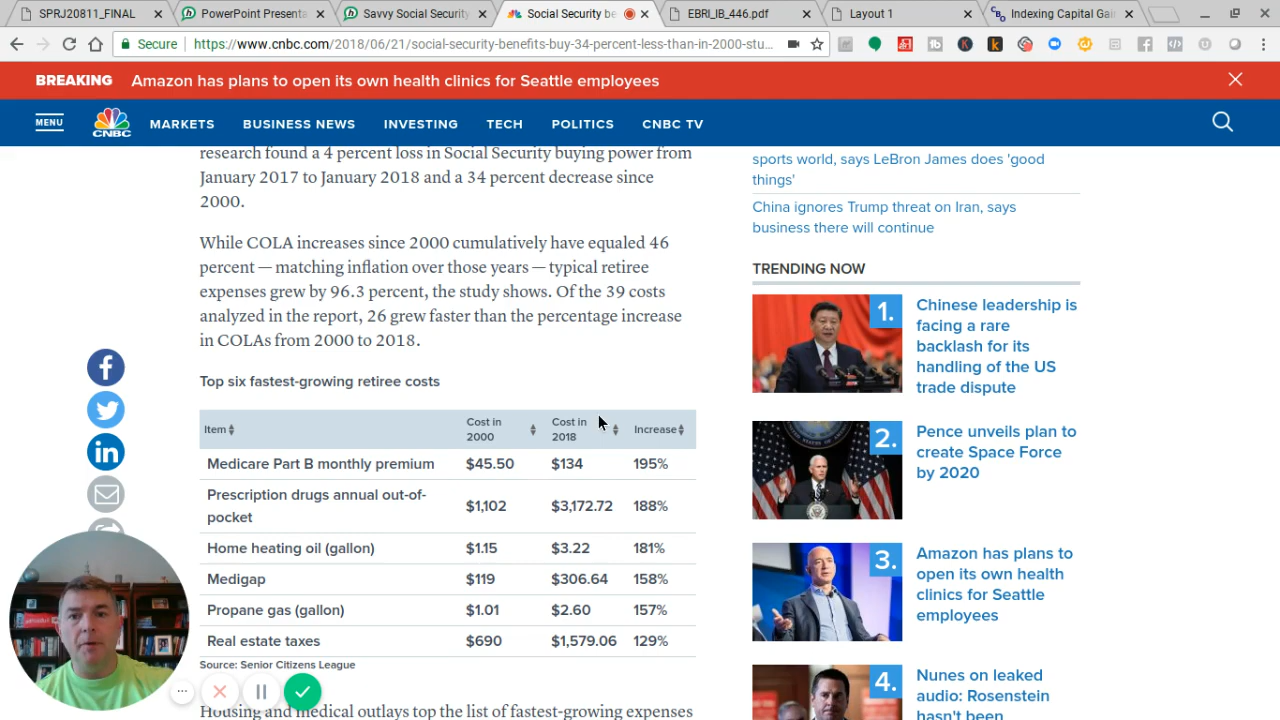 SPRJ20811_FINAL
PowerPoint Presenta
Savvy Social Security
Social Security be
EBRI_IB_446.pdf
Layout 1
Indexing Capital Gai
Secure
https://www.cnbc.com/2018/06/21/social-security-benefits-buy-34-percent-less-than-in-2000-stu...
BREAKING Amazon has plans to open its own health clinics for Seattle employees
MENU
CNBC
MARKETS
BUSINESS NEWS
INVESTING
TECH
POLITICS
CNBC TV
research found a 4 percent loss in Social Security buying power from
January 2017 to January 2018 and a 34 percent decrease since
2000.
While COLA increases since 2000 cumulatively have equaled 46
percent — matching inflation over those years — typical retiree
expenses grew by 96.3 percent, the study shows. Of the 39 costs
analyzed in the report, 26 grew faster than the percentage increase
in COLAs from 2000 to 2018.
Top six fastest-growing retiree costs
Item Cost in 2000 Cost in 2018 Increase
Medicare Part B monthly premium $45.50 $134 195%
Prescription drugs annual out-of-
pocket $1,102 $3,172.72 188%
Home heating oil (gallon) $1.15 $3.22 181%
Medigap $119 $306.64 158%
Propane gas (gallon) $1.01 $2.60 157%
Real estate taxes $690 $1,579.06 129%
Source: Senior Citizens League
Housing and medical outlays top the list of fastest-growing expenses
sports world, says LeBron James does 'good
things'
China ignores Trump threat on Iran, says
business there will continue
TRENDING NOW
1.
Chinese leadership is
facing a rare
backlash for its
handling of the US
trade dispute
2.
Pence unveils plan to
create Space Force
by 2020
3.
Amazon has plans to
open its own health
clinics for Seattle
employees
4.
Nunes on leaked
audio: Rosenstein
hasn't been